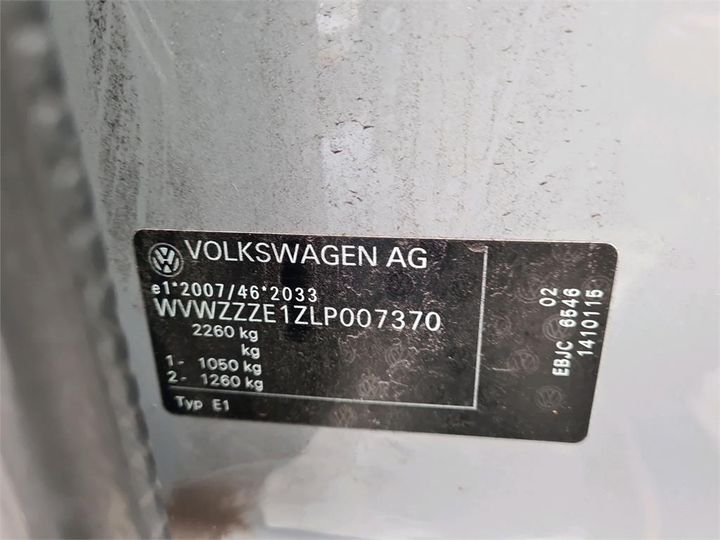 VOLKSWAGEN AG
e1*2007/46*2033
WVWZZZE1ZLP007370
2260 kg
kg
1- 1050 kg
2- 1260 kg
Typ E1
02
EBJC 6546
1410115